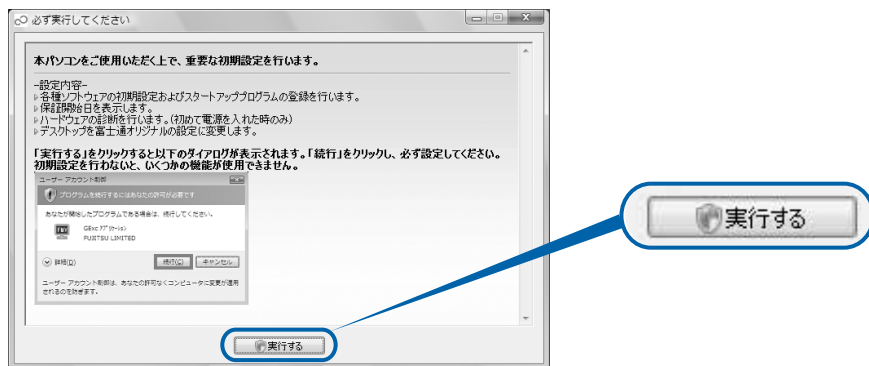 必ず実行してください
本パソコンをご使用いただく上で、重要な初期設定を行います。
-設定内容-
各種ソフトウェアの初期設定およびスタートアッププログラムの登録を行います。
保証開始日を表示します。
ハードウェアの診断を行います。(初めて電源を入れた時のみ)
デスクトップを富士通オリジナルの設定に変更します。
「実行する」をクリックすると以下のダイアログが表示されます。「続行」をクリックし、必ず設定してください。
初期設定を行わないと、いくつかの機能が使用できません。
ユーザー アカウント制御
プログラムを続行するにはあなたの許可が必要です
あなたが開始したプログラムである場合は、続行してください。
GExc アプリケーション
FUJITSU LIMITED
詳細(D)
続行(C)
キャンセル
ユーザー アカウント制御は、あなたの許可なくコンピュータに変更が適用
されるのを防ぎます。
実行する
実行する